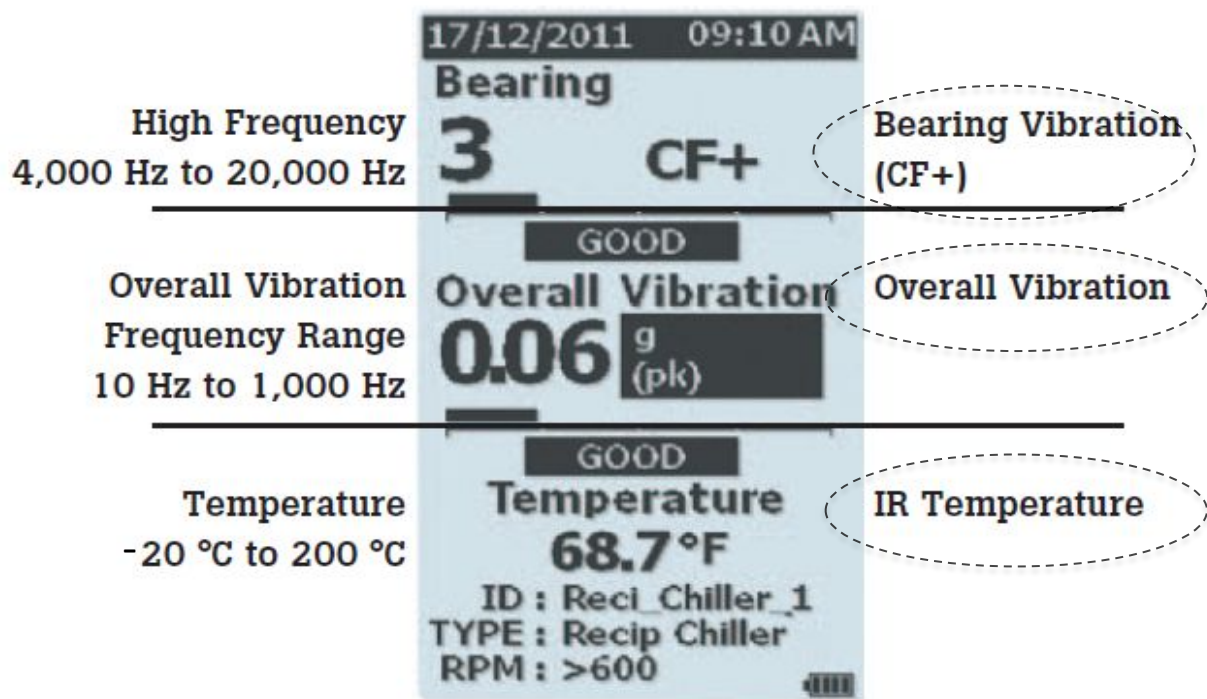 17/12/2011 09:10 AM
Bearing
High Frequency
4,000 Hz to 20,000 Hz
3 CF+
Bearing Vibration
(CF+)
GOOD
Overall Vibration
Frequency Range
10 Hz to 1,000 Hz
Overall Vibration
0.06 g
(pk)
Overall Vibration
GOOD
Temperature
-20 °C to 200 °C
Temperature
68.7 °F
IR Temperature
ID : Reci_Chiller_1
TYPE : Recip Chiller
RPM : >600